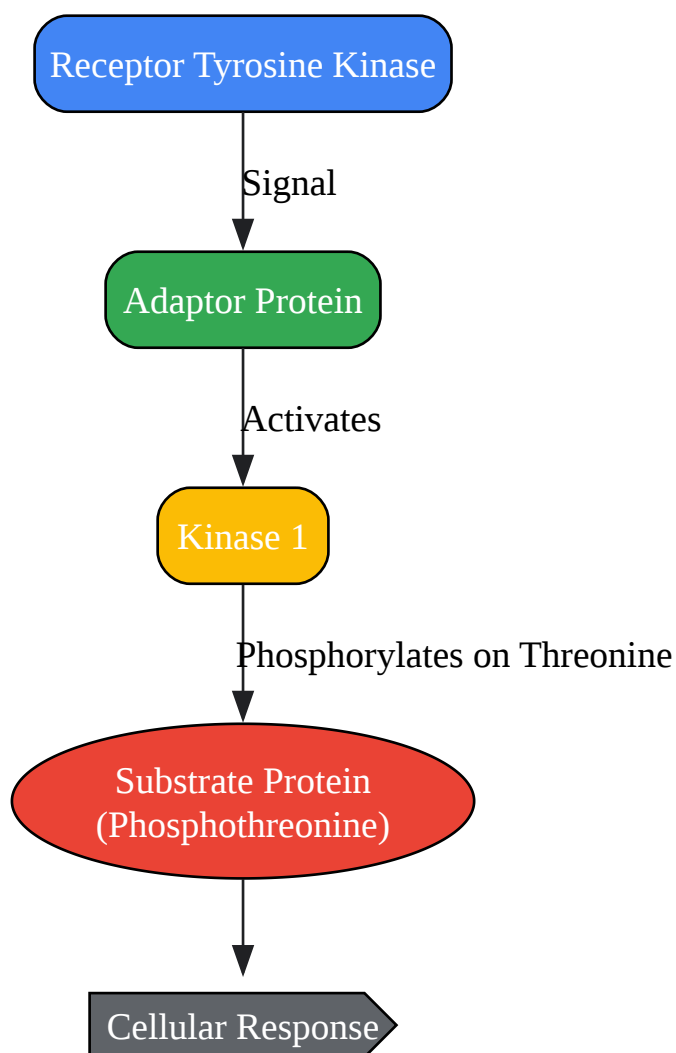 Receptor Tyrosine Kinase
Signal
Adaptor Protein
Activates
Kinase 1
Phosphorylates on Threonine
Substrate Protein
(Phosphothreonine)
Cellular Response